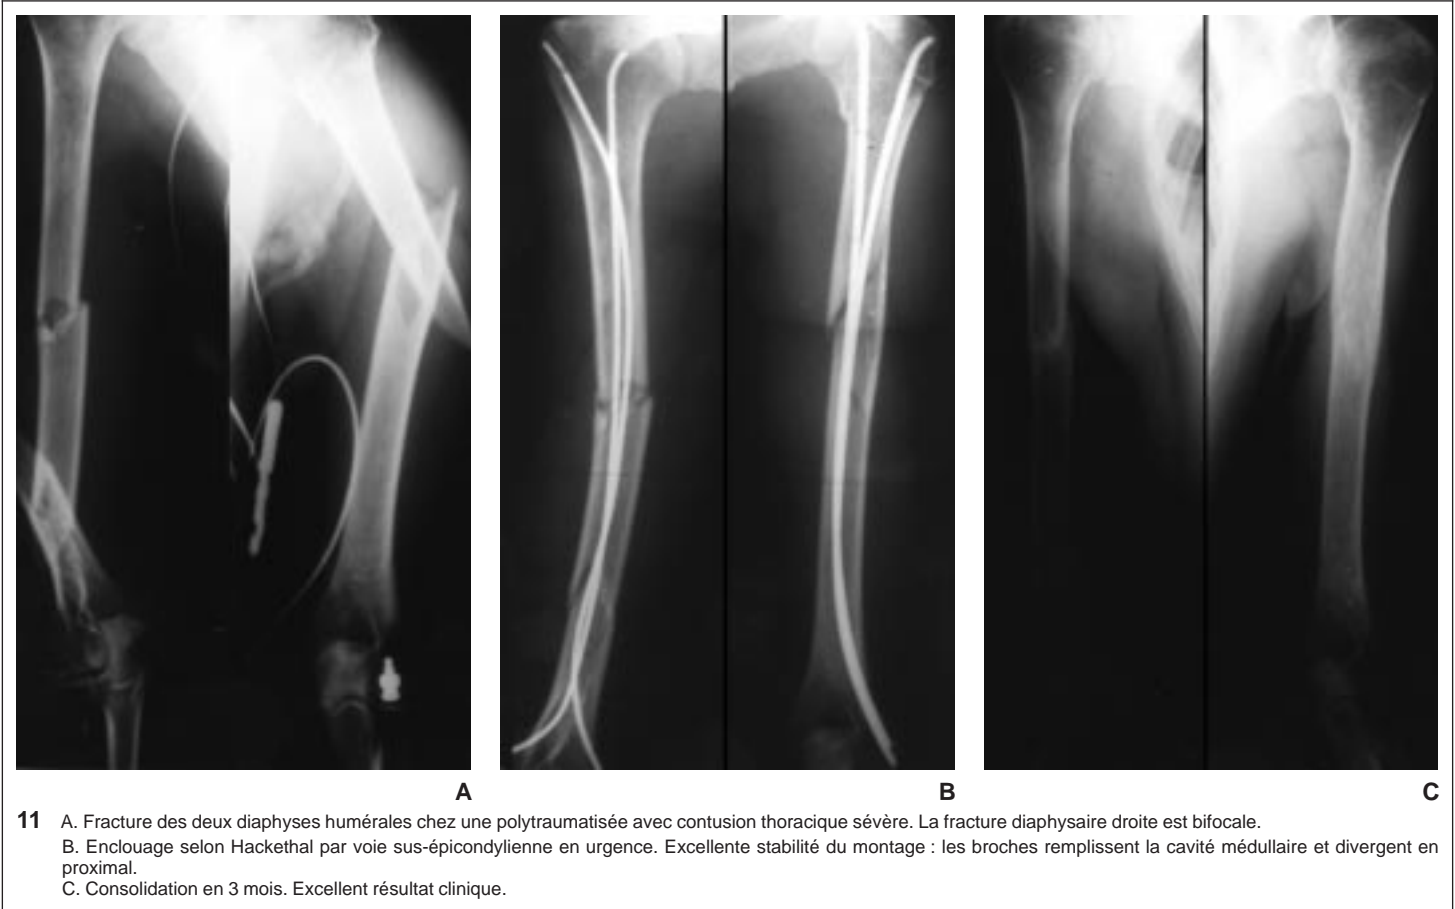 A
B
C
11 A. Fracture des deux diaphyses humérales chez une polytraumatisée avec contusion thoracique sévère. La fracture diaphysaire droite est bifocale.
B. Enclouage selon Hackethal par voie sus-épicondylienne en urgence. Excellente stabilité du montage : les broches remplissent la cavité médullaire et divergent en
proximal.
C. Consolidation en 3 mois. Excellent résultat clinique.